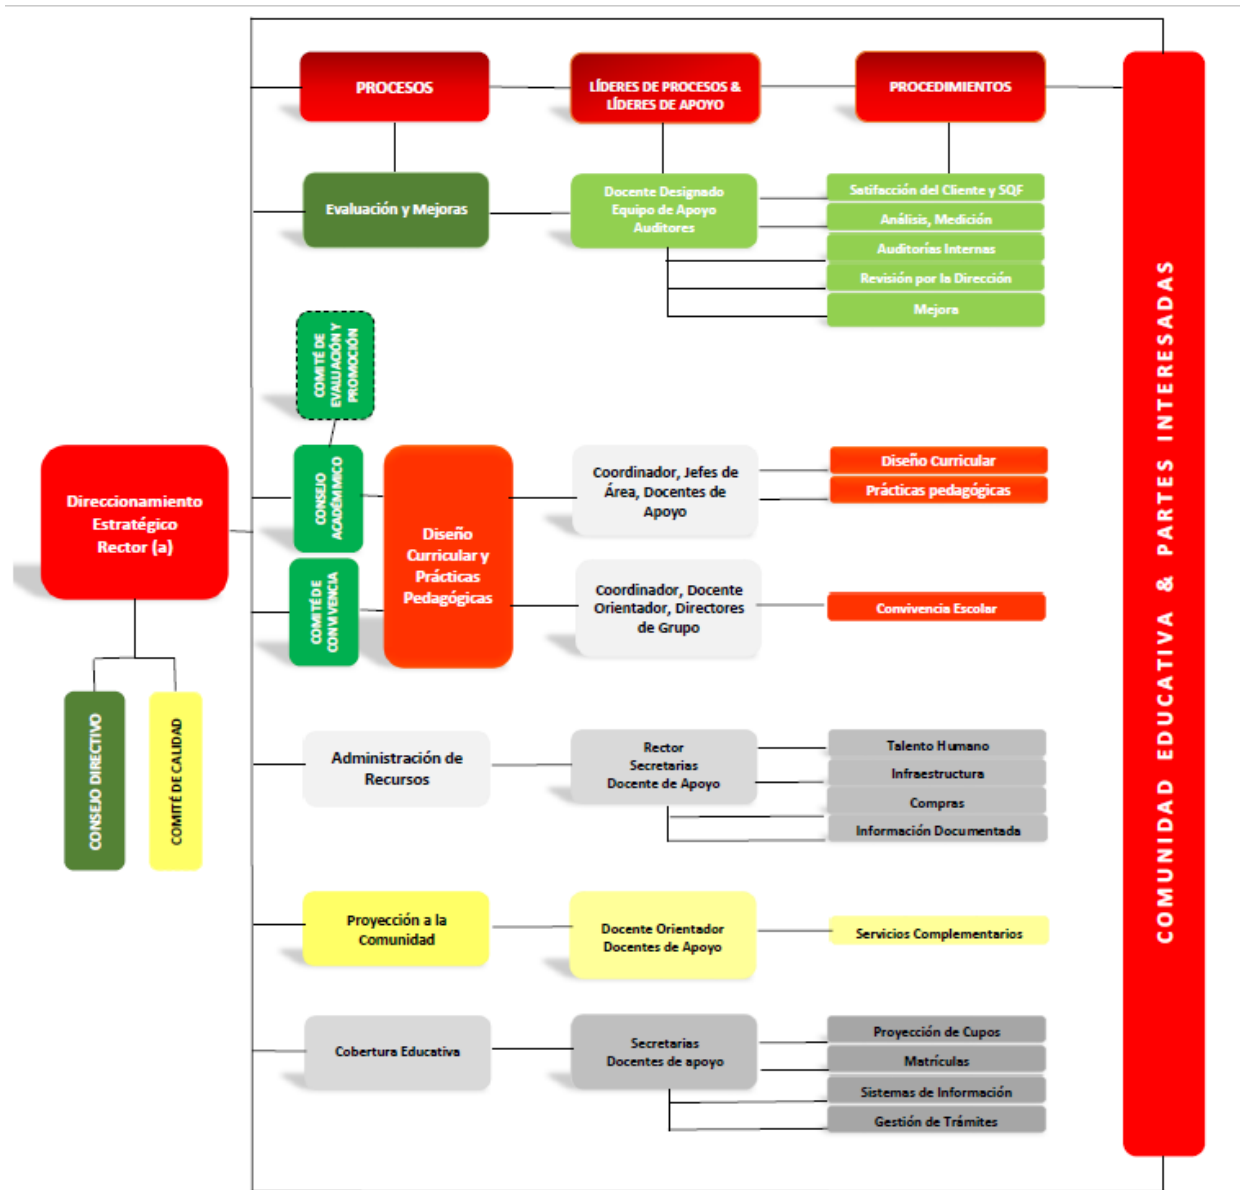 PROCESOS
LÍDERES DE PROCESOS &
LÍDERES DE APOYO
PROCEDIMIENTOS
Evaluación y Mejoras
Docente Designado
Equipo de Apoyo
Auditores
Satifacción del Cliente y SQF
Análisis, Medición
Auditorías Internas
Revisión por la Dirección
Mejora
COMITÉ DE
EVALUACIÓN Y
PROMOCIÓN
Direccionamiento
Estratégico
Rector (a)
CONSEJO
ACADÉMMICO
COMITÉ DE
CONVIVENCIA
Diseño
Curricular y
Prácticas
Pedagógicas
Coordinador, Jefes de
Área, Docentes de
Apoyo
Diseño Curricular
Prácticas pedagógicas
Coordinador, Docente
Orientador, Directores
de Grupo
Convivencia Escolar
CONSEJO DIRECTIVO
COMITÉ DE CALIDAD
Administración de
Recursos
Rector
Secretarias
Docente de Apoyo
Talento Humano
Infraestructura
Compras
Información Documentada
Proyección a la
Comunidad
Docente Orientador
Docentes de Apoyo
Servicios Complementarios
Cobertura Educativa
Secretarias
Docentes de apoyo
Proyección de Cupos
Matrículas
Sistemas de Información
Gestión de Trámites
COMUNIDAD EDUCATIVA & PARTES INTERESADAS